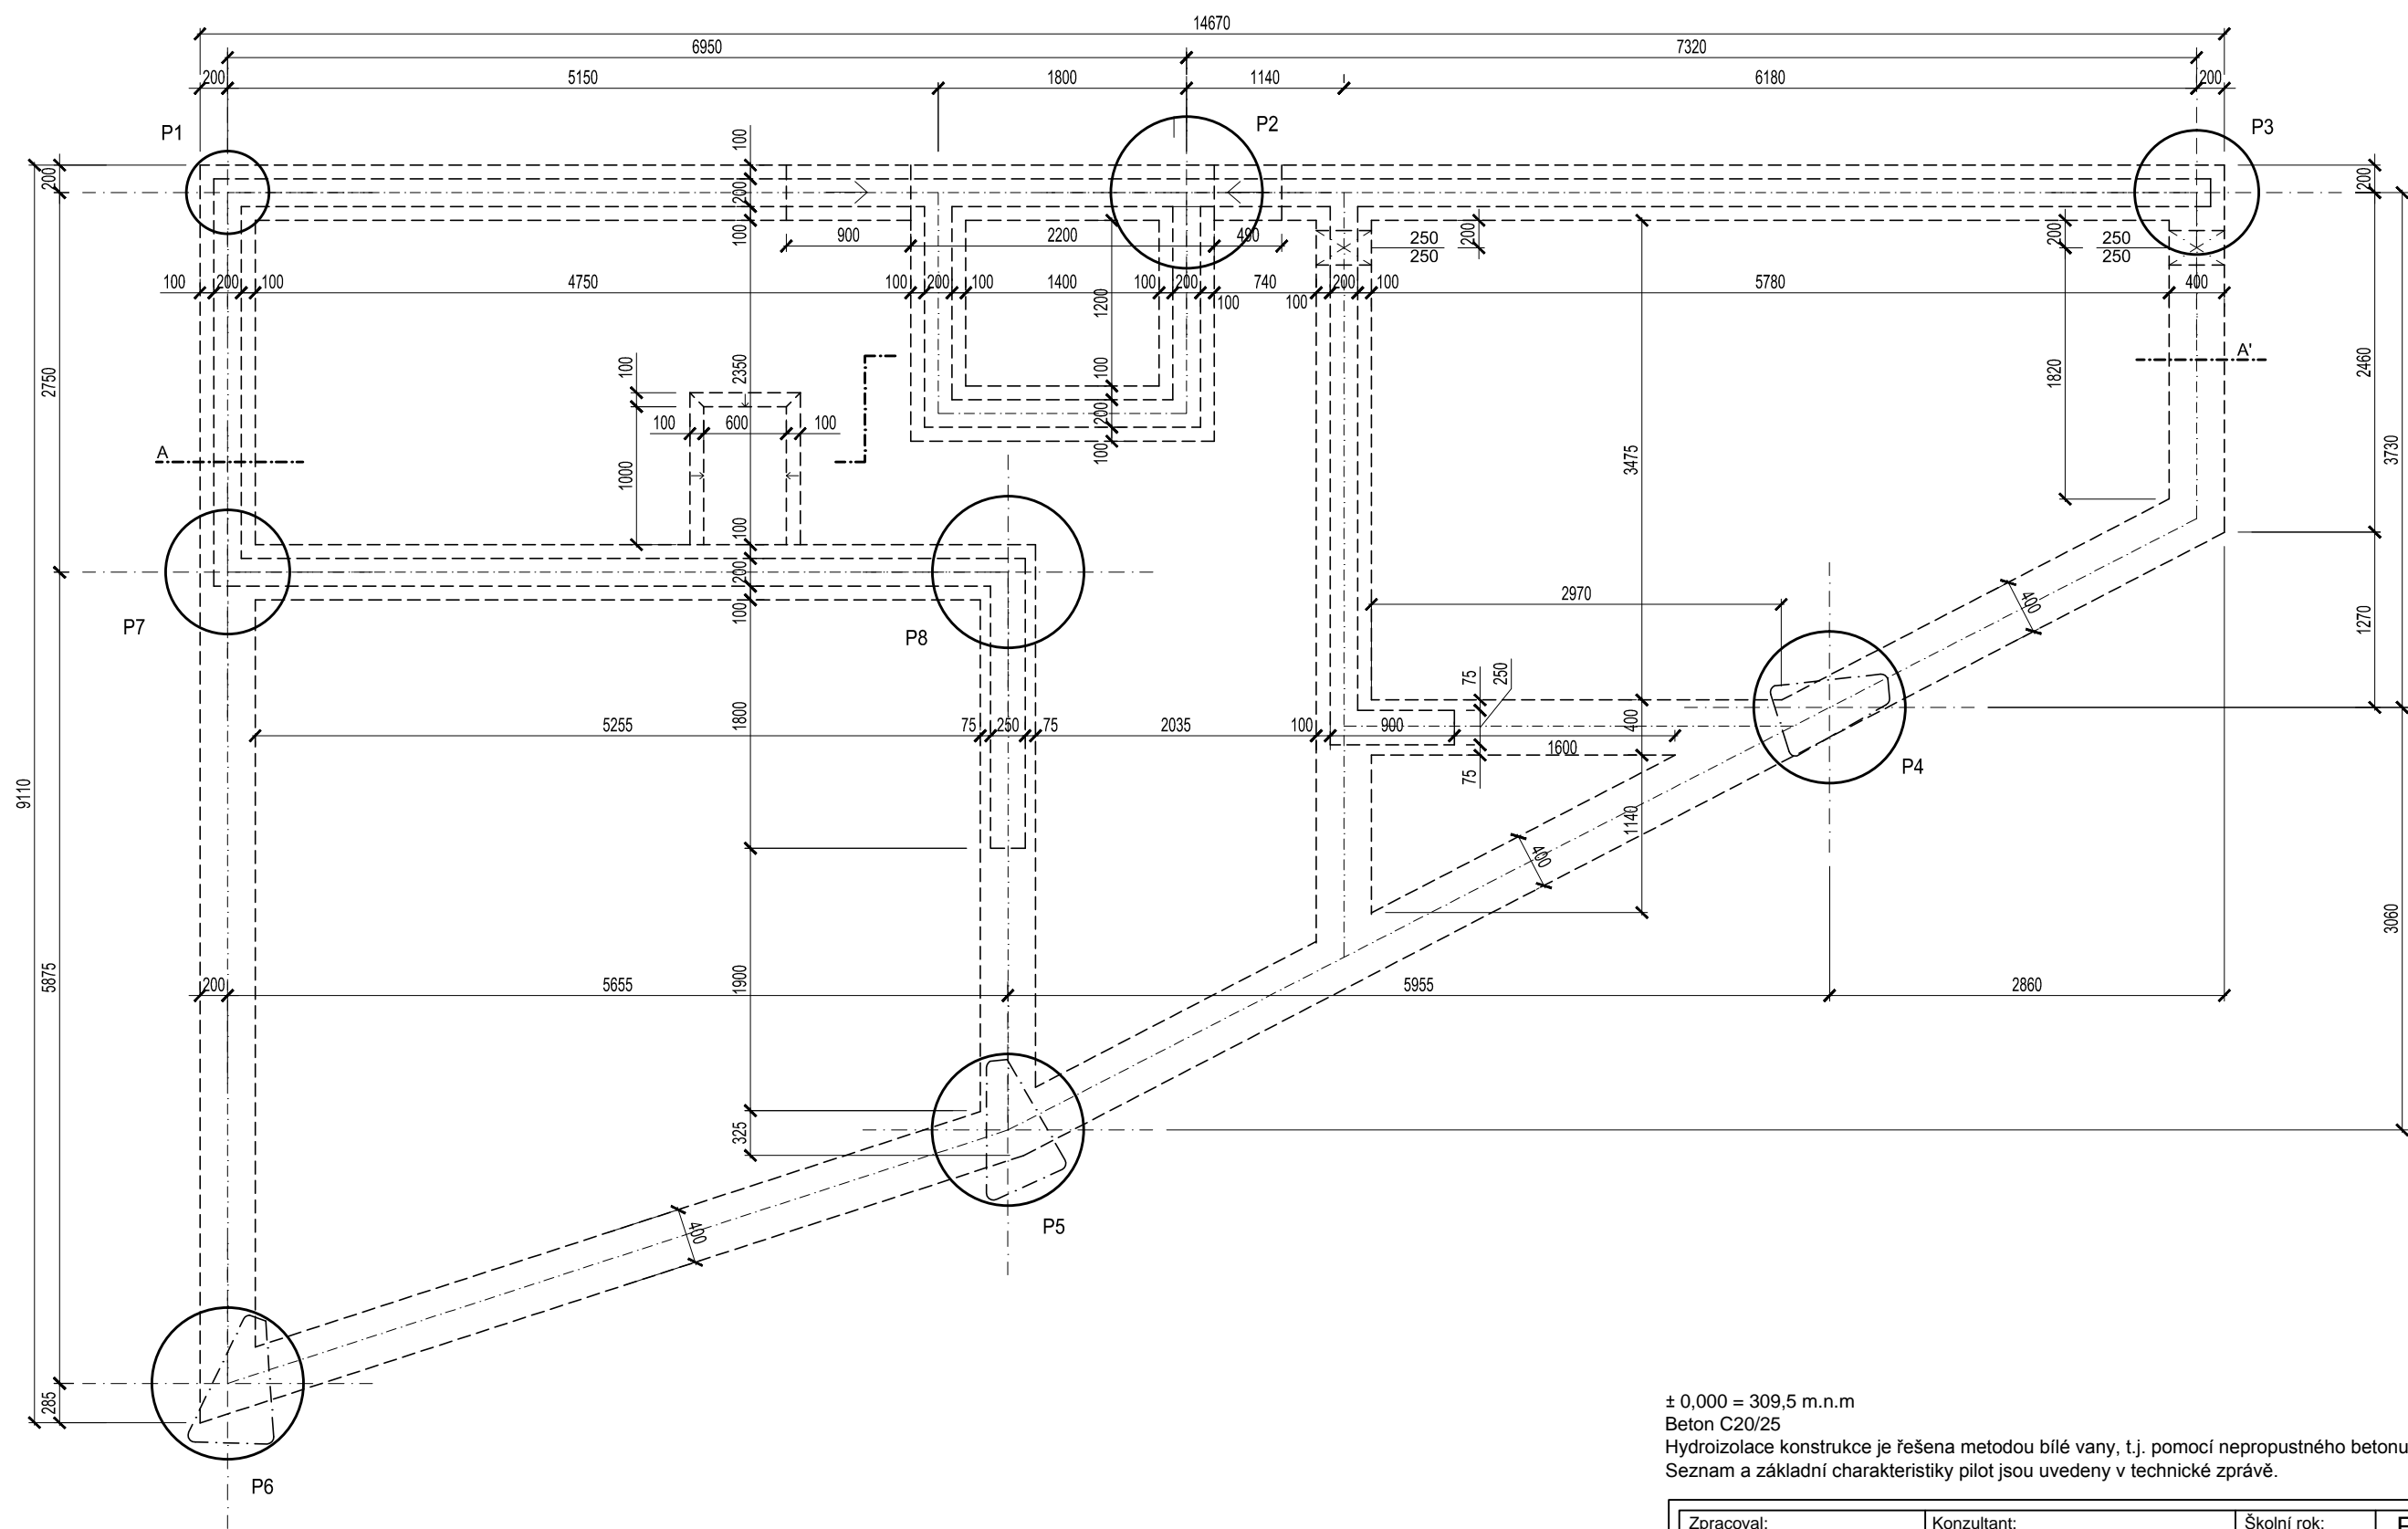 14670
6950 7320
200 5150 1800 1140 6180 200
P1 P2 P3
100
200 200 200
100
900 2200 490 250 200 200 250
250 250
100 200 100 4750 100 200 100 1400 100 200 740 100 200 100 5780 400
100 100
1200
2750 100 2350 100 1820 A' 2460
100 600 100 200
A 1000 100 3475 3730
100
200
100
P7 P8 2970 400 1270
75 250
5255 1800 75 250 75 2035 100 900 400
1600
75
P4
9110 1140
400
5875 200 5655 1900 5955 2860 3060
325
400
P5
285
P6
± 0,000 = 309,5 m.n.m
Beton C20/25
Hydroizolace konstrukce je řešena metodou bílé vany, t.j. pomocí nepropustného betonu
Seznam a základní charakteristiky pilot jsou uvedeny v technické zprávě.
Zpracoval: Konzultant: Školní rok: